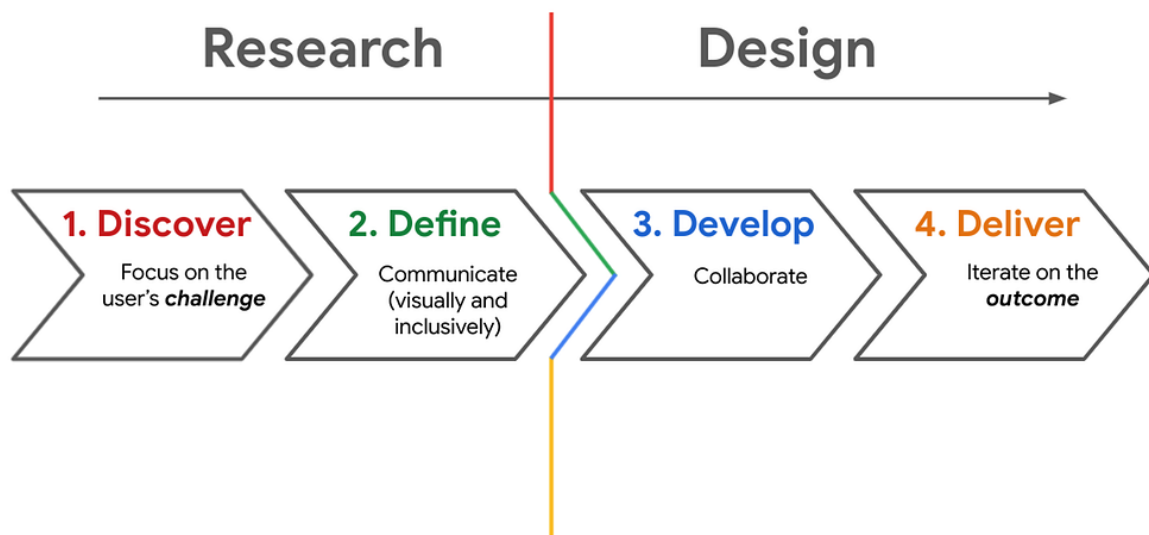 Research
Design
1. Discover
Focus on the
user's challenge
2. Define
Communicate
(visually and
inclusively)
3. Develop
Collaborate
4. Deliver
Iterate on the
outcome